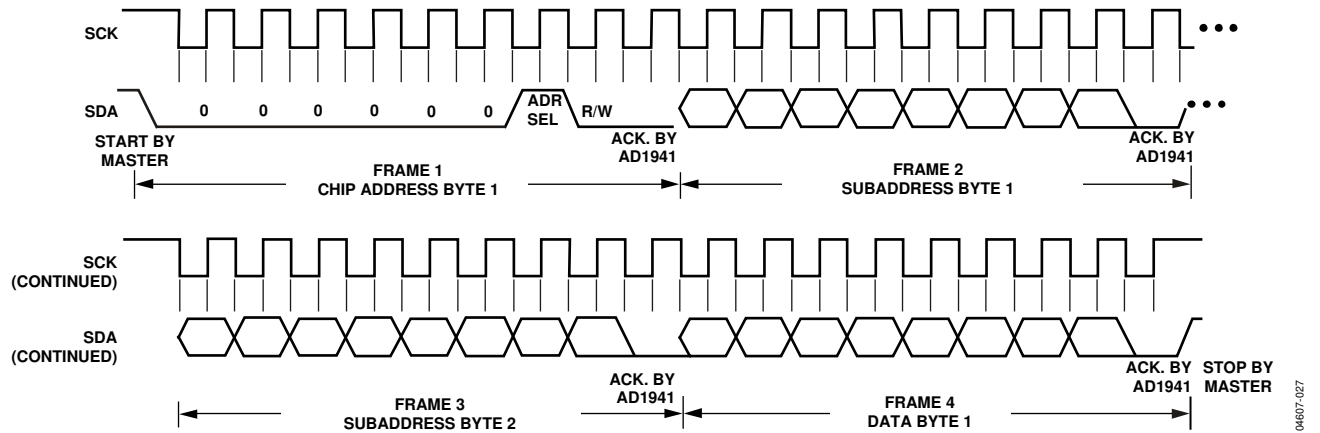 SCK
SDA
0 0 0 0 0 0
ADR
SEL
R/W
START BY
MASTER
ACK. BY
AD1941
ACK. BY
AD1941
FRAME 1
CHIP ADDRESS BYTE 1
FRAME 2
SUBADDRESS BYTE 1
SCK
(CONTINUED)
SDA
(CONTINUED)
ACK. BY
AD1941
ACK. BY
AD1941
STOP BY
MASTER
FRAME 3
SUBADDRESS BYTE 2
FRAME 4
DATA BYTE 1
04607-027